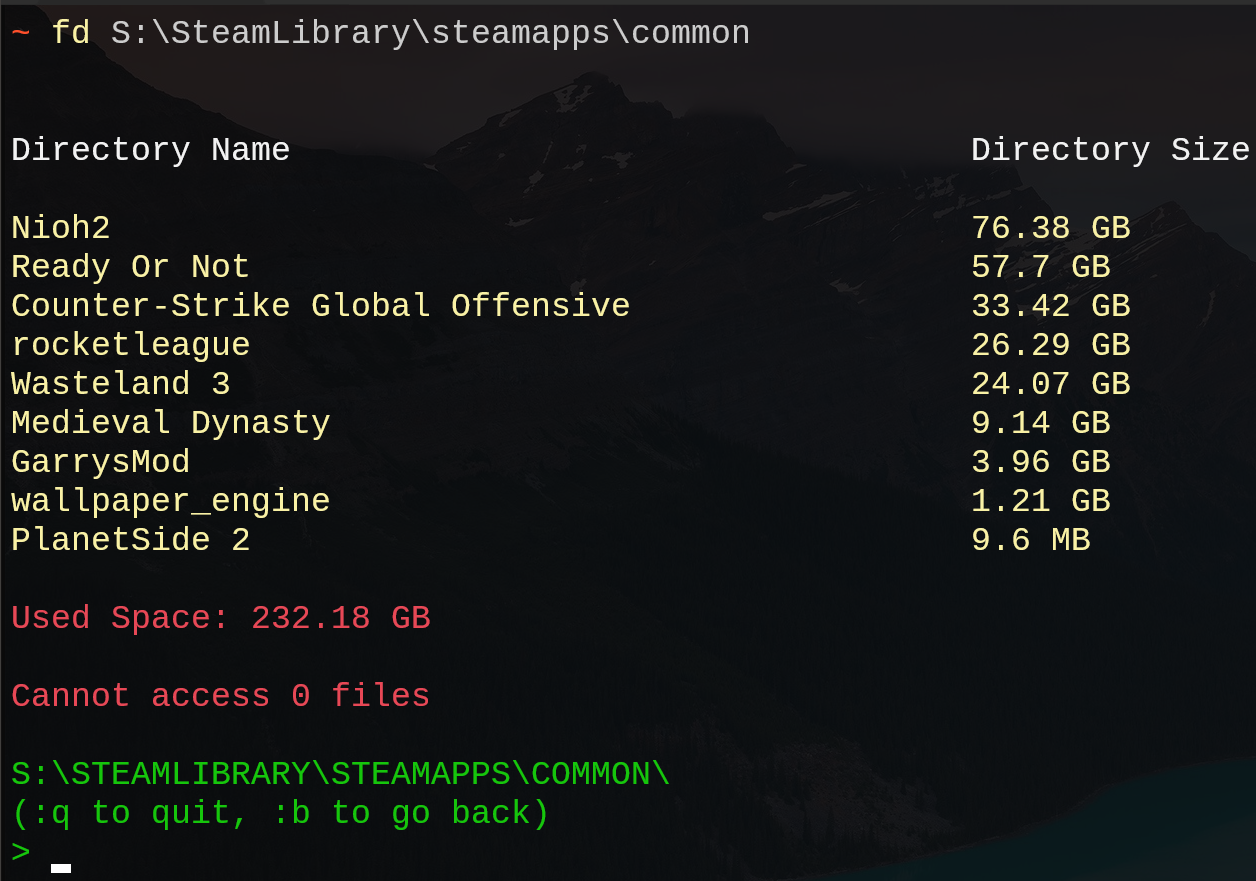 ~ fd S:\SteamLibrary\steamapps\common
Directory Name Directory Size
Nioh2 76.38 GB
Ready Or Not 57.7 GB
Counter-Strike Global Offensive 33.42 GB
rocketleague 26.29 GB
Wasteland 3 24.07 GB
Medieval Dynasty 9.14 GB
GarrysMod 3.96 GB
wallpaper_engine 1.21 GB
PlanetSide 2 9.6 MB
Used Space: 232.18 GB
Cannot access 0 files
S:\STEAMLIBRARY\STEAMAPPS\COMMON\
(:q to quit, :b to go back)
>